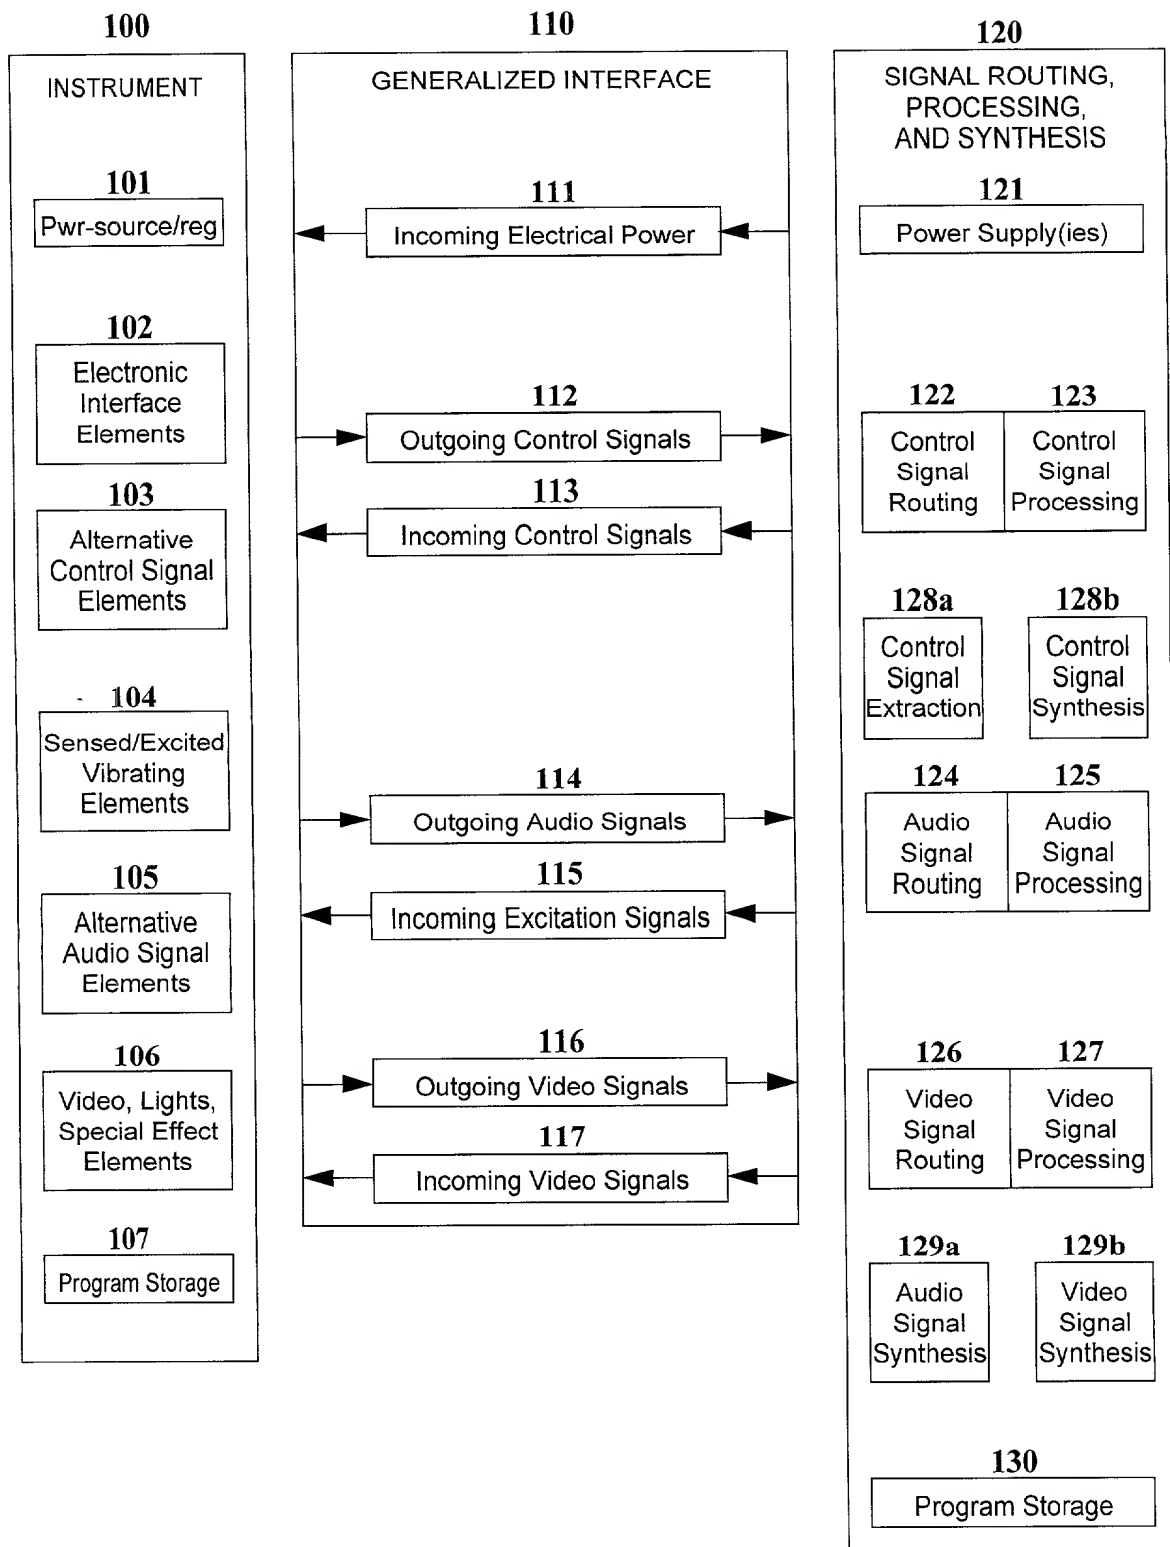 100
INSTRUMENT
101
Pwr-source/reg
102
Electronic
Interface
Elements
103
Alternative
Control Signal
Elements
104
Sensed/Excited
Vibrating
Elements
105
Alternative
Audio Signal
Elements
106
Video, Lights,
Special Effect
Elements
107
Program Storage
110
GENERALIZED INTERFACE
111
Incoming Electrical Power
112
Outgoing Control Signals
113
Incoming Control Signals
114
Outgoing Audio Signals
115
Incoming Excitation Signals
116
Outgoing Video Signals
117
Incoming Video Signals
120
SIGNAL ROUTING,
PROCESSING,
AND SYNTHESIS
121
Power Supply(ies)
122
Control
Signal
Routing
123
Control
Signal
Processing
128a
Control
Signal
Extraction
128b
Control
Signal
Synthesis
124
Audio
Signal
Routing
125
Audio
Signal
Processing
126
Video
Signal
Routing
127
Video
Signal
Processing
129a
Audio
Signal
Synthesis
129b
Video
Signal
Synthesis
130
Program Storage